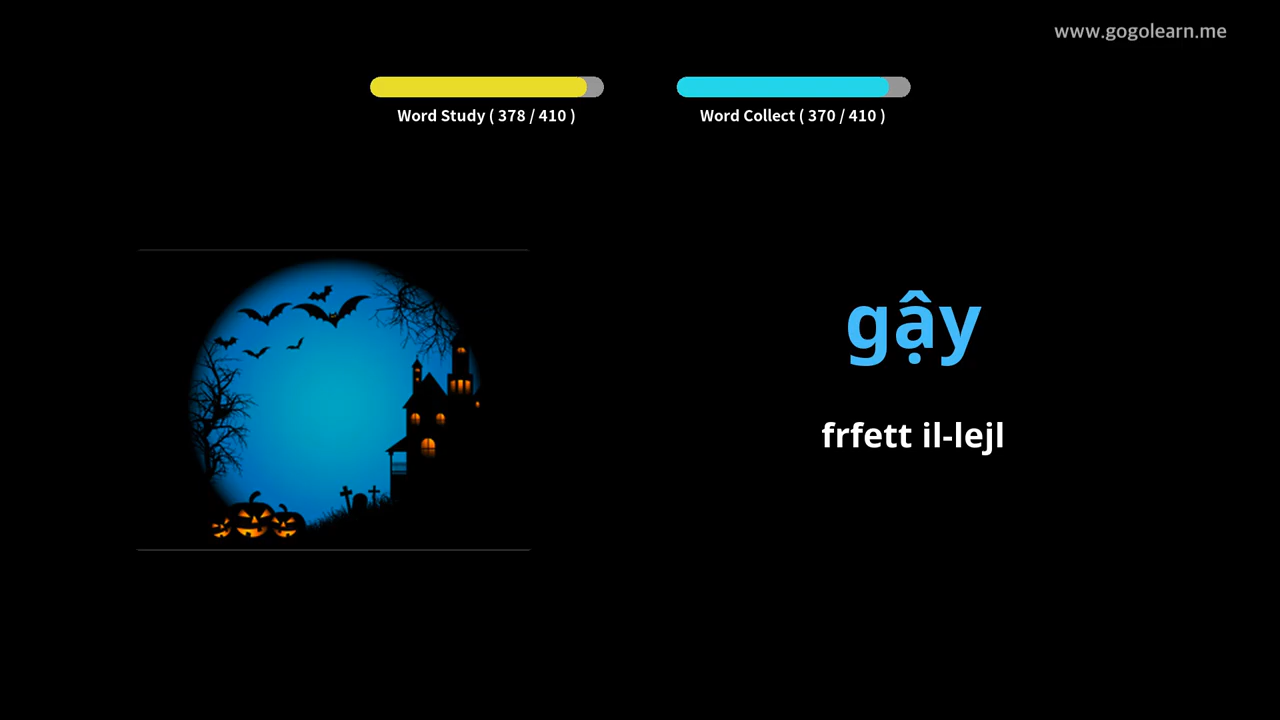 www.gogolearn.me
Word Study ( 378 / 410 )
Word Collect ( 370 / 410 )
gậy
frfett il-lejl